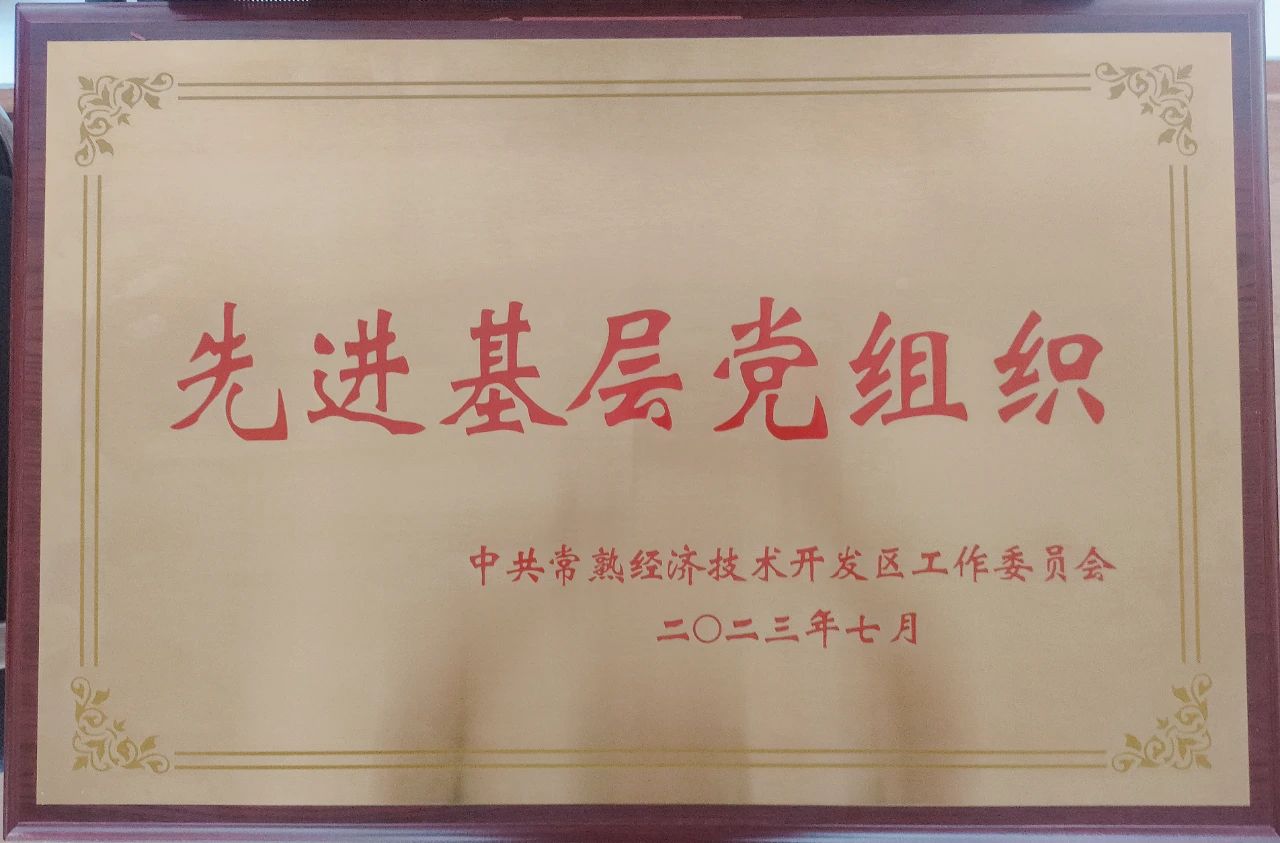 先进基层党组织
中共常熟经济技术开发区工作委员会
二〇二三年七月